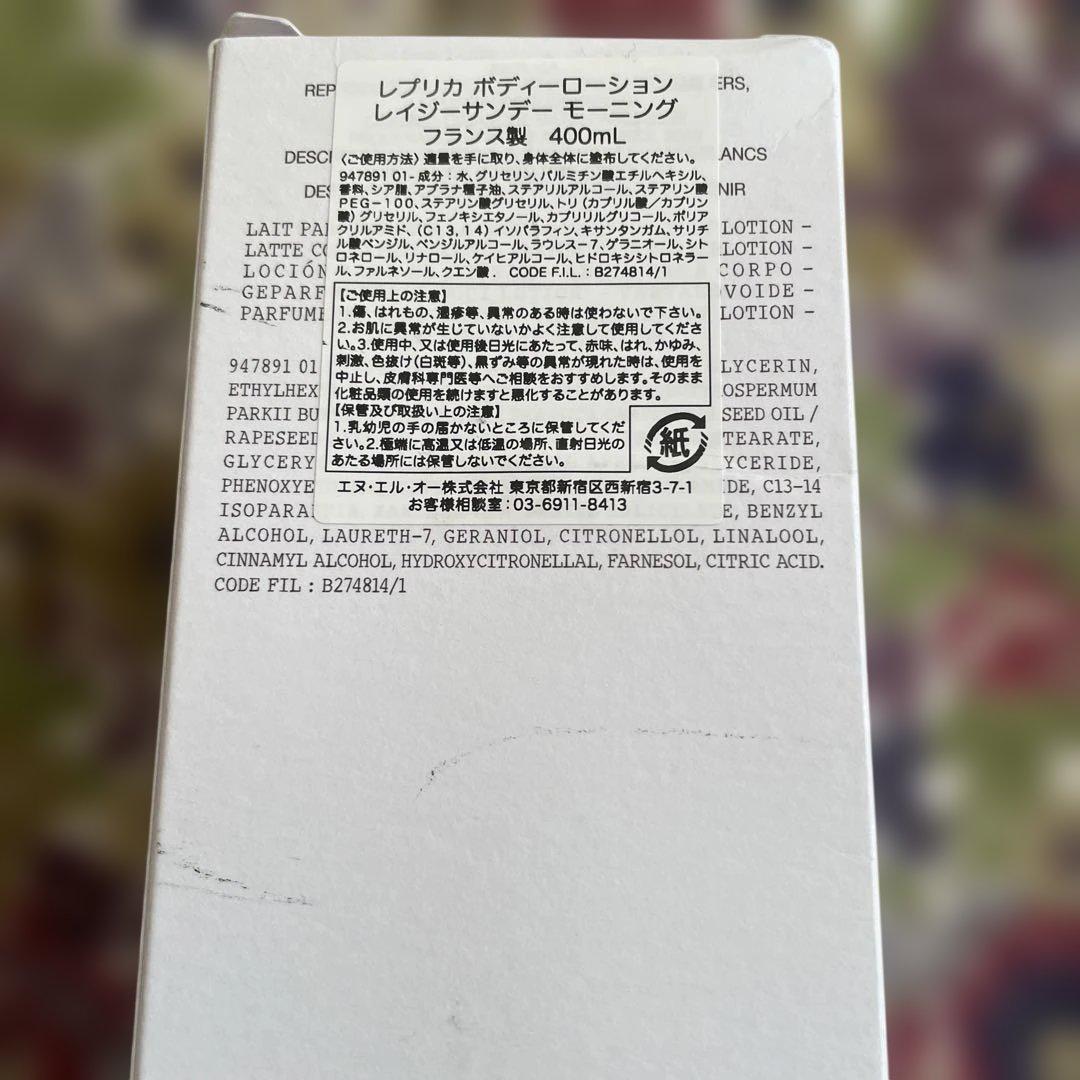 REP
ERS,
レプリカ ボディーローション
レイジーサンデー モーニング
フランス製 400mL
〈ご使用方法〉適量を手に取り、身体全体に塗布してください。
947891 01- 成分：水、グリセリン、パルミチン酸エチルヘキシル、
香料、シア脂、アブラナ種子油、ステアリルアルコール、ステアリン酸
PEG-100、ステアリン酸グリセリル、トリ（カプリル酸／カプリン
酸）グリセリル、フェノキシエタノール、カプリリルグリコール、ポリア
クリルアミド、（C13,14）イソパラフィン、キサンタンガム、サリチ
ル酸ベンジル、ベンジルアルコール、ラウレス-7、ゲラニオール、シト
ロネロール、リナロール、ケイヒアルコール、ヒドロキシシトロネラー
ル、ファルネソール、クエン酸． CODE F.I.L. : B274814/1
【ご使用上の注意】
1.傷、はれもの、湿疹等、異常のある時は使わないで下さい。
2.お肌に異常が生じていないかよく注意して使用してくださ
い。3.使用中、又は使用後日光にあたって、赤味、はれ、かゆみ、
刺激、色抜け(白斑等)、黒ずみ等の異常が現れた時は、使用を
中止し、皮膚科専門医等へご相談をおすすめします。そのまま
化粧品類の使用を続けますと悪化することがあります。
【保管及び取扱い上の注意】
1.乳幼児の手の届かないところに保管してくだ
さい。2.極端に高温又は低温の場所、直射日光の
あたる場所には保管しないでください。
紙
エヌ・エル・オー株式会社 東京都新宿区西新宿3-7-1
お客様相談室：03-6911-8413
DESC
LANCS
DES
NIR
LAIT PA
LOTION -
LATTE CO
LOTION -
LOCIÓN
CORPO -
GEPARF
VOIDE -
PARFUME
LOTION -
947891 01
LYCERIN,
ETHYLHEX
OSPERMUM
PARKII BU
SEED OIL /
RAPESEED
TEARATE,
GLYCERY
YCERIDE,
PHENOXYE
IDE, C13-14
ISOPARA
E, BENZYL
ALCOHOL, LAURETH-7, GERANIOL, CITRONELLOL, LINALOOL,
CINNAMYL ALCOHOL, HYDROXYCITRONELLAL, FARNESOL, CITRIC ACID.
CODE FIL : B274814/1